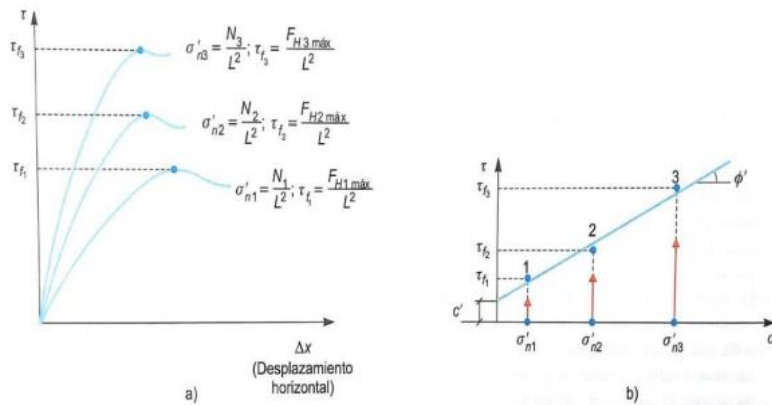 τ
τf3
σ'n3 = N3/L²; τf3 = FH3 máx/L²
τf2
σ'n2 = N2/L²; τf2 = FH2 máx/L²
τf1
σ'n1 = N1/L²; τf1 = FH1 máx/L²
Δx
(Desplazamiento
horizontal)
a)
τ
τf3
3
φ'
τf2
2
τf1
1
c'
σ'n1
σ'n2
σ'n3
b)